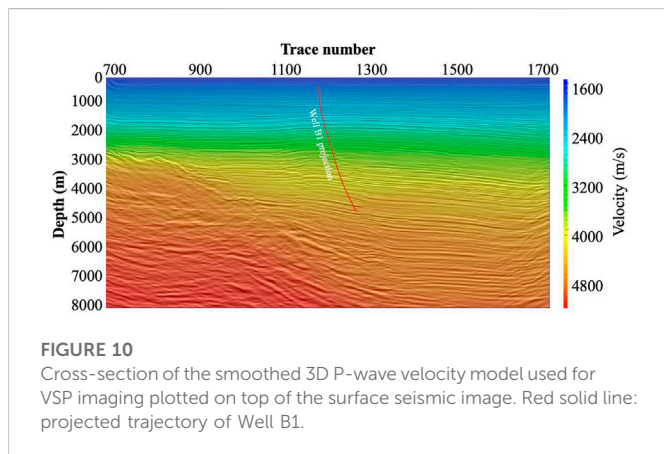 Trace number
700 900 1100 1300 1500 1700
0
1000
2000
3000
4000
5000
6000
7000
8000
Depth (m)
Well B1 projection
1600
2400
3200
4000
4800
Velocity (m/s)
FIGURE 10
Cross-section of the smoothed 3D P-wave velocity model used for
VSP imaging plotted on top of the surface seismic image. Red solid line:
projected trajectory of Well B1.